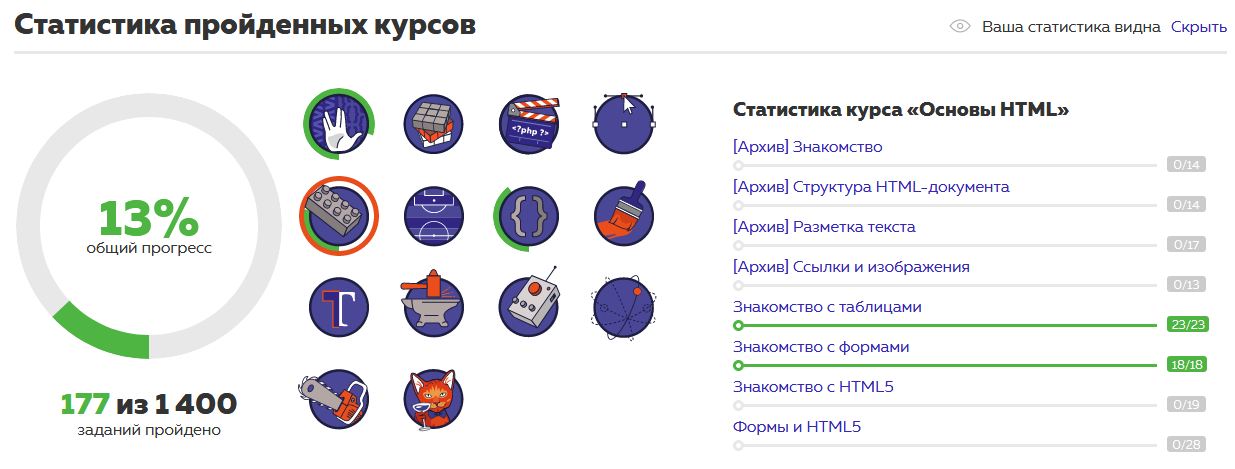 Статистика пройденных курсов
Ваша статистика видна Скрыть
13%
общий прогресс
177 из 1 400
заданий пройдено
<?php ?>
T
{}
Статистика курса «Основы HTML»
[Архив] Знакомство
0/14
[Архив] Структура HTML-документа
0/14
[Архив] Разметка текста
0/17
[Архив] Ссылки и изображения
0/13
Знакомство с таблицами
23/23
Знакомство с формами
18/18
Знакомство с HTML5
0/19
Формы и HTML5
0/28